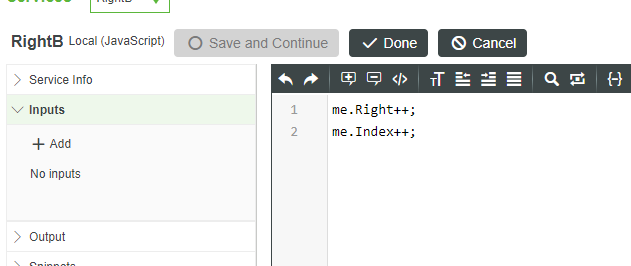 RightB
RightB Local (JavaScript) Save and Continue Done Cancel
Service Info
Inputs
Add
No inputs
Output
1 me.Right++;
2 me.Index++;